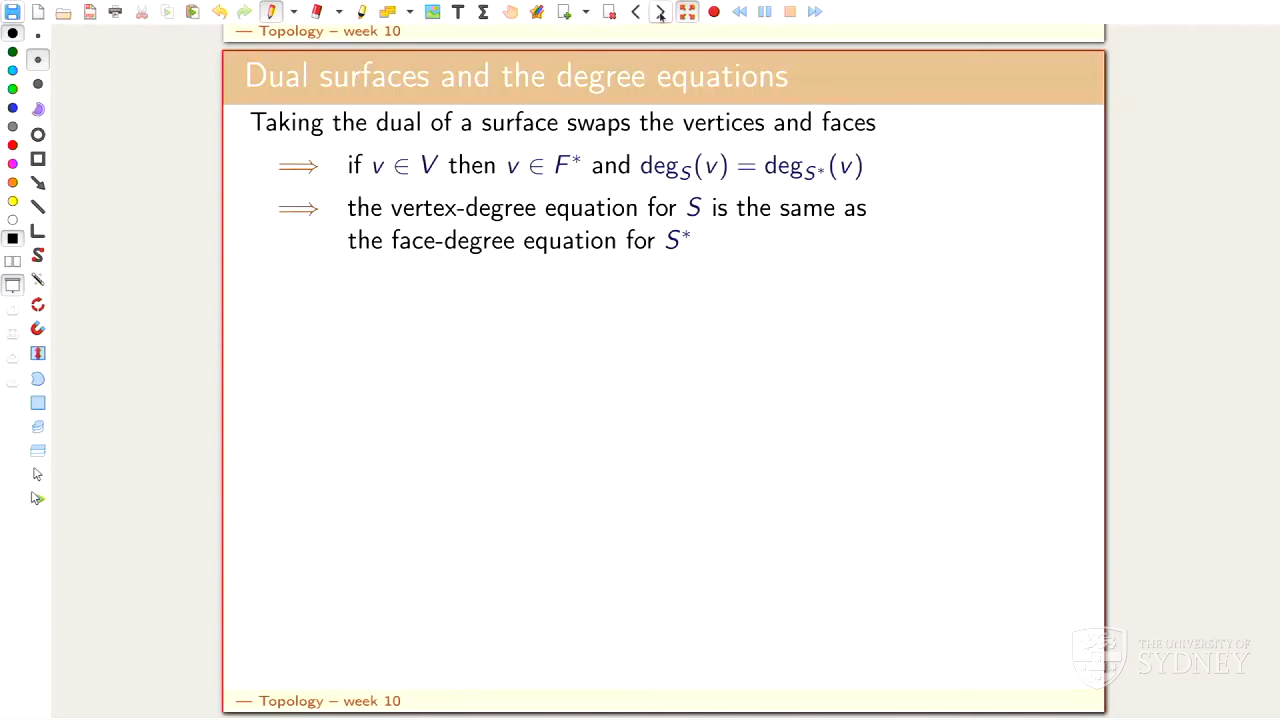 — Topology – week 10
Dual surfaces and the degree equations
Taking the dual of a surface swaps the vertices and faces
⟹ if v ∈ V then v ∈ F* and deg_S(v) = deg_{S*}(v)
⟹ the vertex-degree equation for S is the same as
the face-degree equation for S*
THE UNIVERSITY OF
SYDNEY
— Topology – week 10